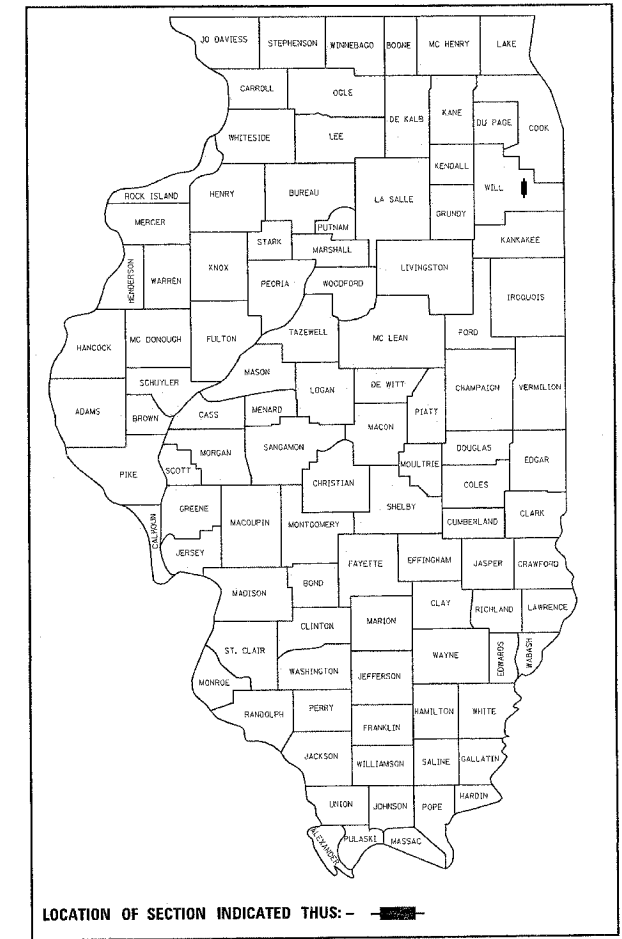 JO DAVIESS STEPHENSON WINNEBAGO BOONE MC HENRY LAKE
CARROLL OGLE DE KALB KANE DU PAGE COOK
WHITESIDE LEE KENDALL WILL
ROCK ISLAND HENRY BUREAU LA SALLE GRUNDY
MERCER PUTNAM KANKAKEE
HENDERSON WARREN KNOX STARK MARSHALL LIVINGSTON IROQUOIS
PEORIA WOODFORD
HANCOCK MC DONOUGH FULTON TAZEWELL MC LEAN FORD
MASON
SCHUYLER LOGAN DE WITT CHAMPAIGN VERMILION
ADAMS BROWN CASS MENARD MACON PIATT
MORGAN SANGAMON DOUGLAS EDGAR
PIKE SCOTT CHRISTIAN MOULTRIE COLES
CALHOUN GREENE MACOUPIN MONTGOMERY SHELBY CUMBERLAND CLARK
JERSEY FAYETTE EFFINGHAM JASPER CRAWFORD
MADISON BOND
CLINTON MARION CLAY RICHLAND LAWRENCE
ST. CLAIR WASHINGTON JEFFERSON WAYNE EDWARDS WABASH
MONROE
RANDOLPH PERRY FRANKLIN HAMILTON WHITE
JACKSON WILLIAMSON SALINE GALLATIN
UNION JOHNSON POPE HARDIN
ALEXANDER PULASKI MASSAC
LOCATION OF SECTION INDICATED THUS: -